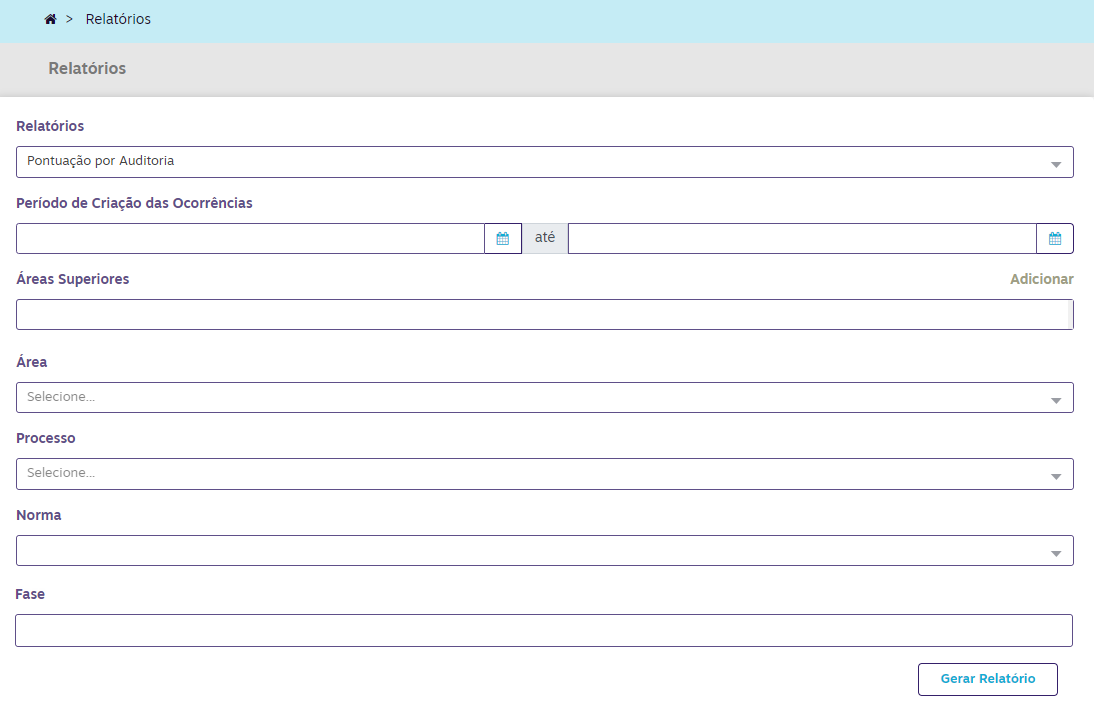 > Relatórios
Relatórios
Relatórios
Pontuação por Auditoria
Período de Criação das Ocorrências
até
Áreas Superiores Adicionar
Área
Selecione...
Processo
Selecione...
Norma
Fase
Gerar Relatório